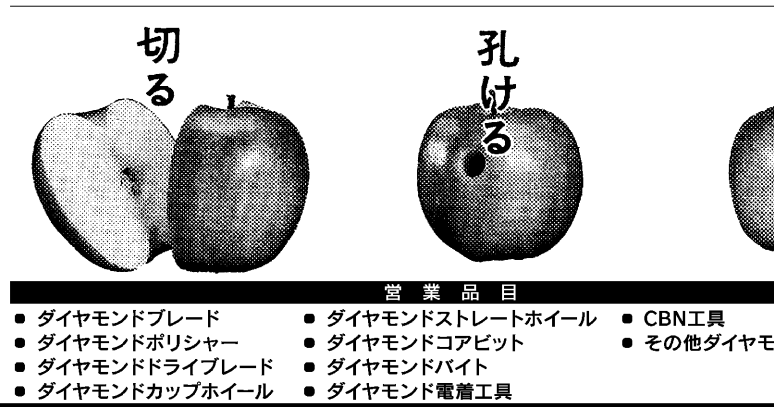 切る
孔ける
営業品目
● ダイヤモンドブレード
● ダイヤモンドポリシャー
● ダイヤモンドドライブレード
● ダイヤモンドカップホイール
● ダイヤモンドストレートホイール
● ダイヤモンドコアビット
● ダイヤモンドバイト
● ダイヤモンド電着工具
● CBN工具
● その他ダイヤモ